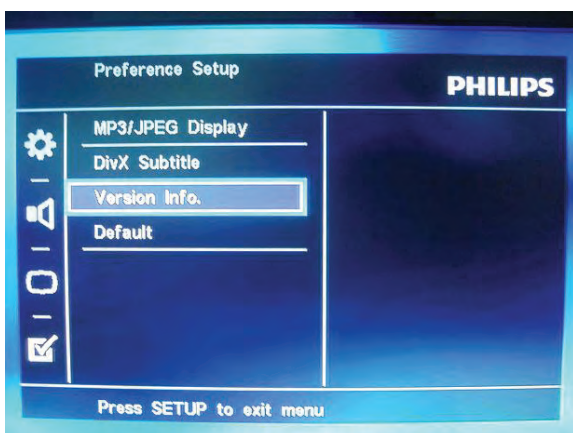 Preference Setup
PHILIPS
MP3/JPEG Display
DivX Subtitle
Version Info.
Default
Press SETUP to exit menu